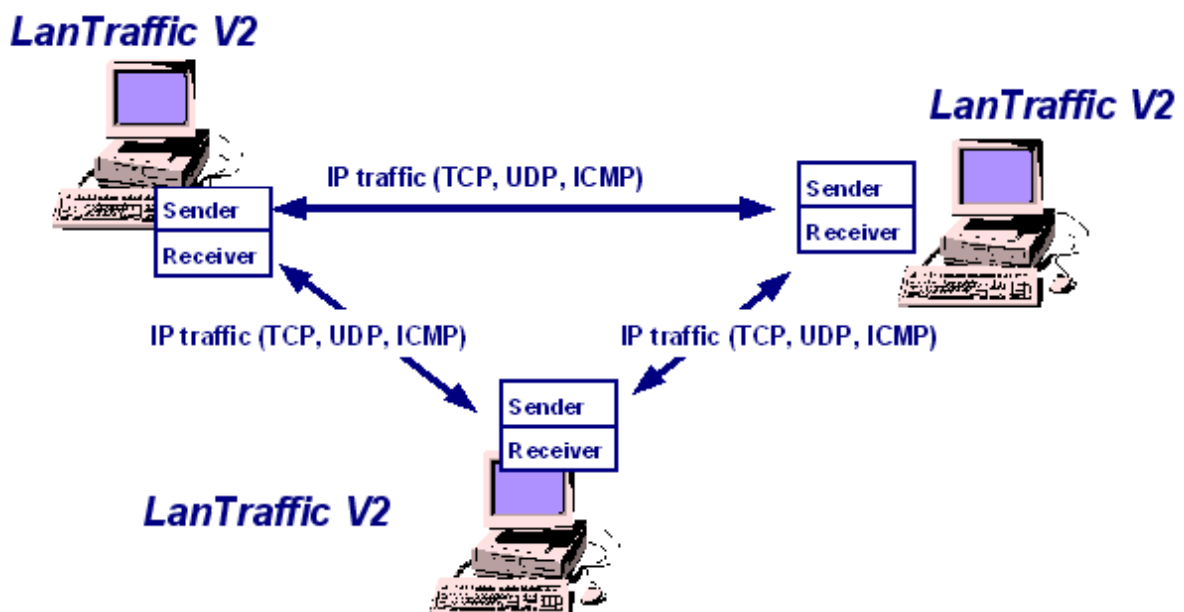 LanTraffic V2
LanTraffic V2
IP traffic (TCP, UDP, ICMP)
Sender
Receiver
Sender
Receiver
IP traffic (TCP, UDP, ICMP)
IP traffic (TCP, UDP, ICMP)
Sender
Receiver
LanTraffic V2